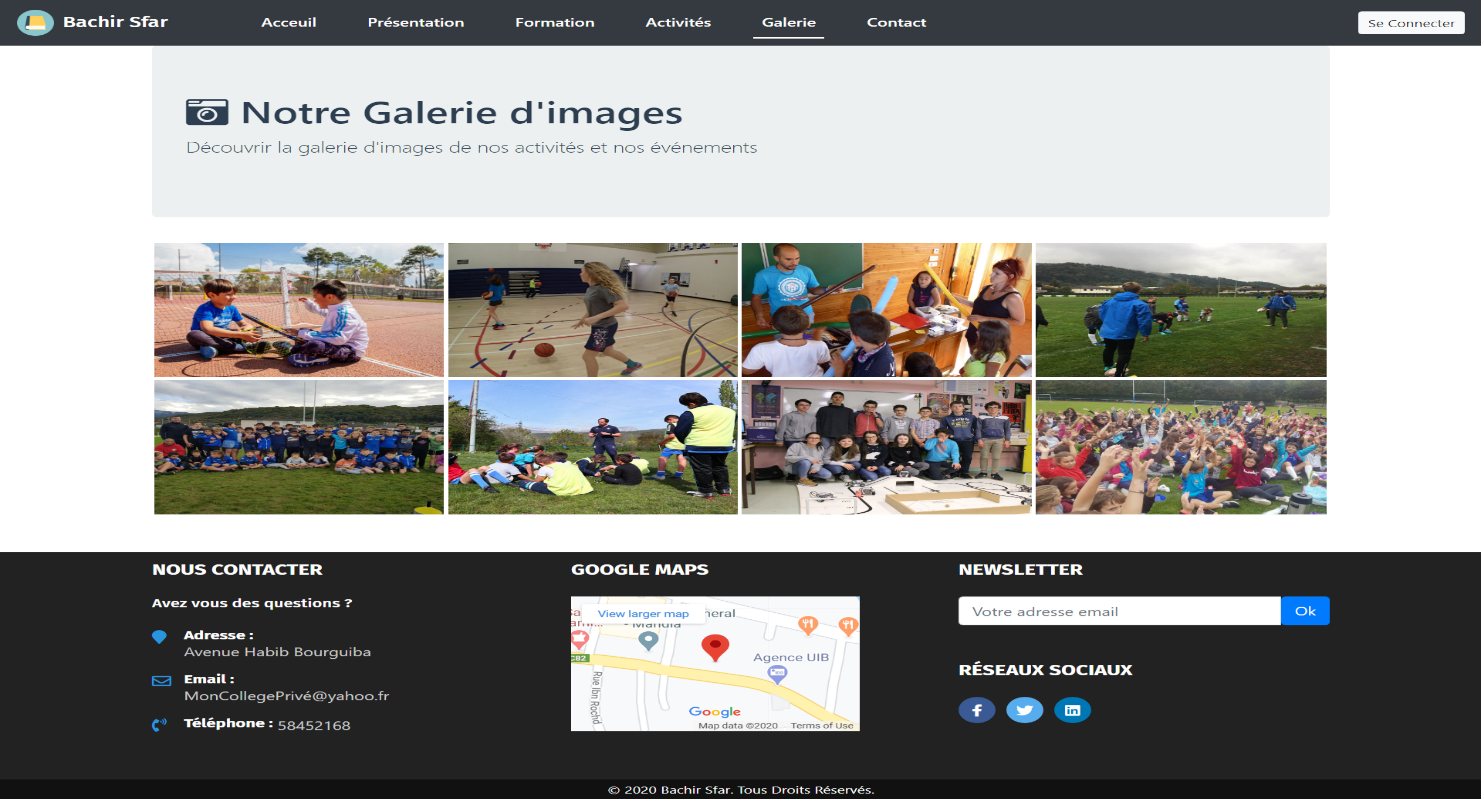 Bachir Sfar
Acceuil
Présentation
Formation
Activités
Galerie
Contact
Se Connecter
Notre Galerie d'images
Découvrir la galerie d'images de nos activités et nos événements
NOUS CONTACTER
Avez vous des questions ?
Adresse :
Avenue Habib Bourguiba
Email :
MonCollegePrivé@yahoo.fr
Téléphone : 58452168
GOOGLE MAPS
View larger map
Agence UIB
C82
Rue Ibn Rochd
Google
Map data ©2020 Terms of Use
NEWSLETTER
Votre adresse email
Ok
RÉSEAUX SOCIAUX
© 2020 Bachir Sfar. Tous Droits Réservés.